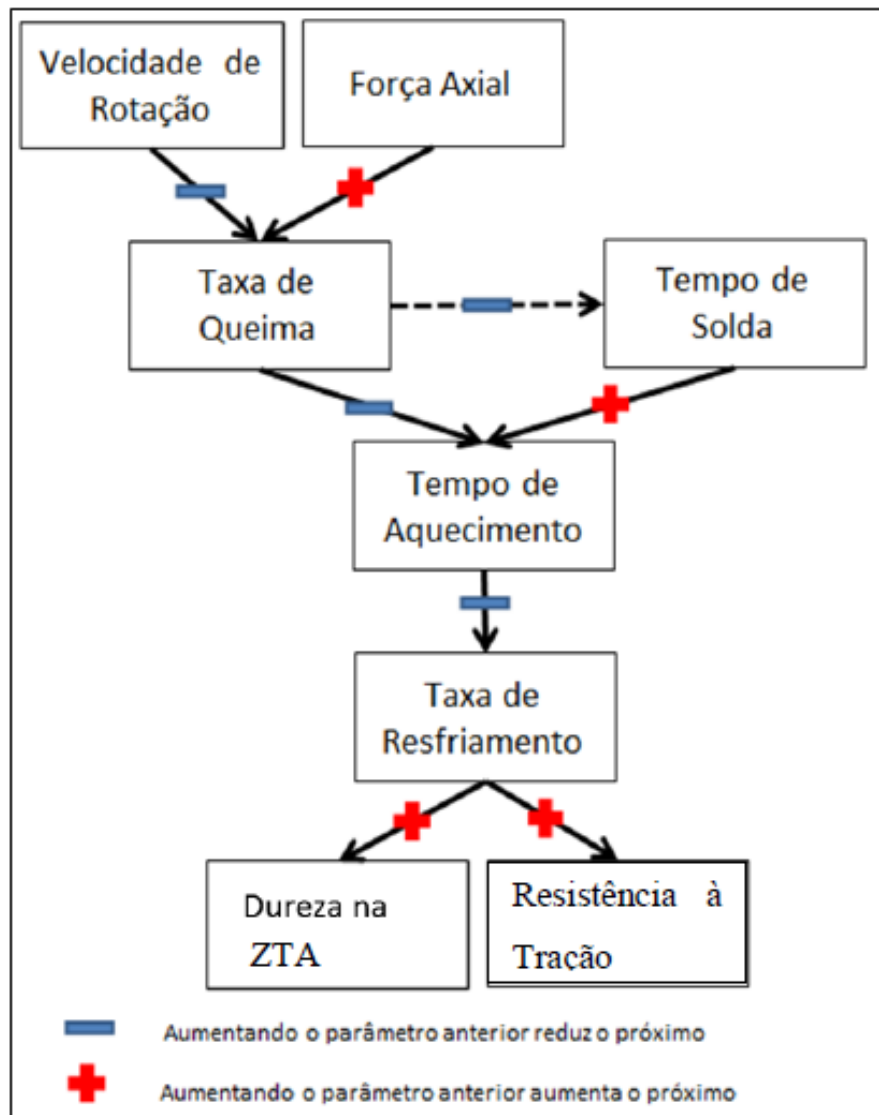 Velocidade de
Rotação
Força Axial
Taxa de
Queima
Tempo de
Solda
Tempo de
Aquecimento
Taxa de
Resfriamento
Dureza na
ZTA
Resistência à
Tração
Aumentando o parâmetro anterior reduz o próximo
Aumentando o parâmetro anterior aumenta o próximo